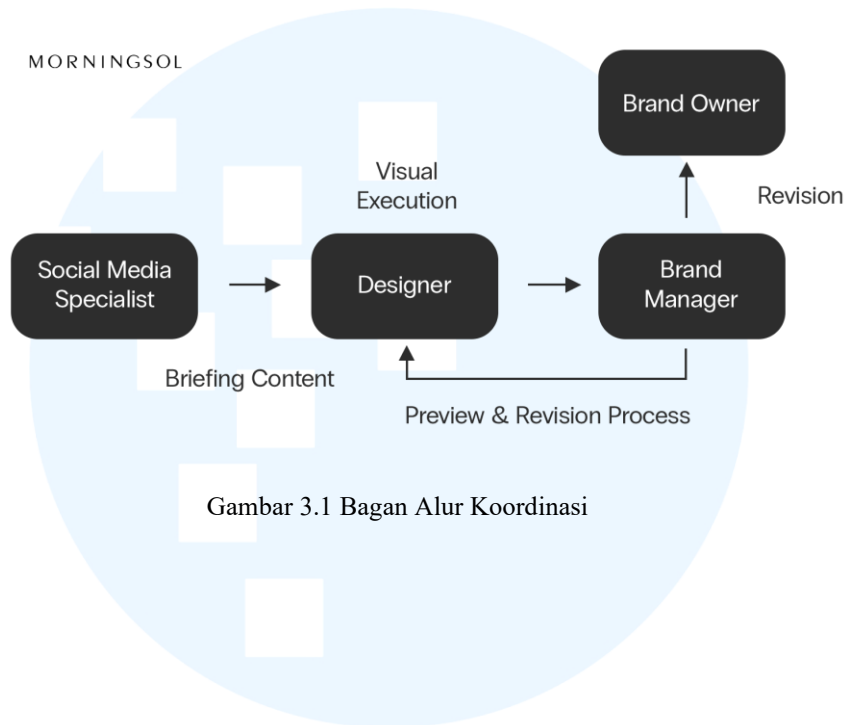 MORNINGSOL
Brand Owner
Visual
Execution
Revision
Social Media
Specialist
Designer
Brand
Manager
Briefing Content
Preview & Revision Process
Gambar 3.1 Bagan Alur Koordinasi